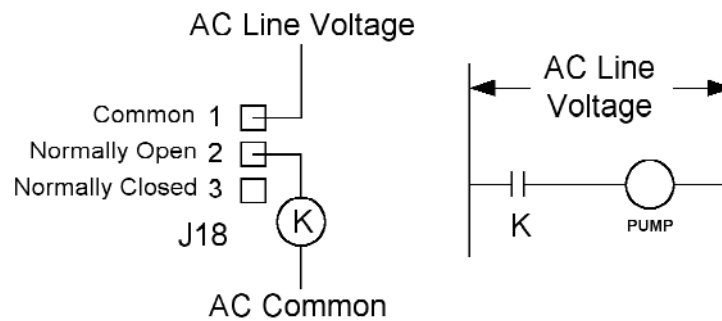 AC Line Voltage
Common 1
Normally Open 2
Normally Closed 3
J18
K
AC Common
AC Line
Voltage
K
PUMP